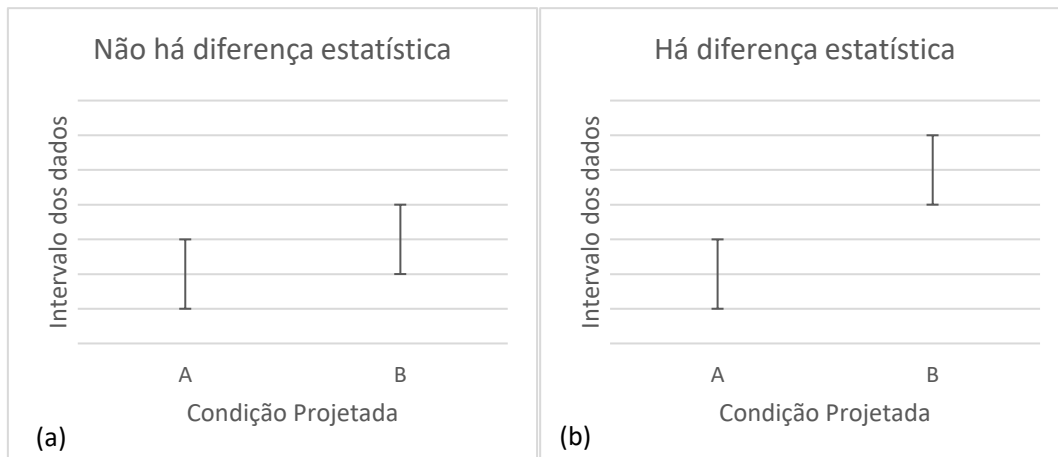 Não há diferença estatística
Intervalo dos dados
A
B
Condição Projetada
(a)
Há diferença estatística
Intervalo dos dados
A
B
Condição Projetada
(b)